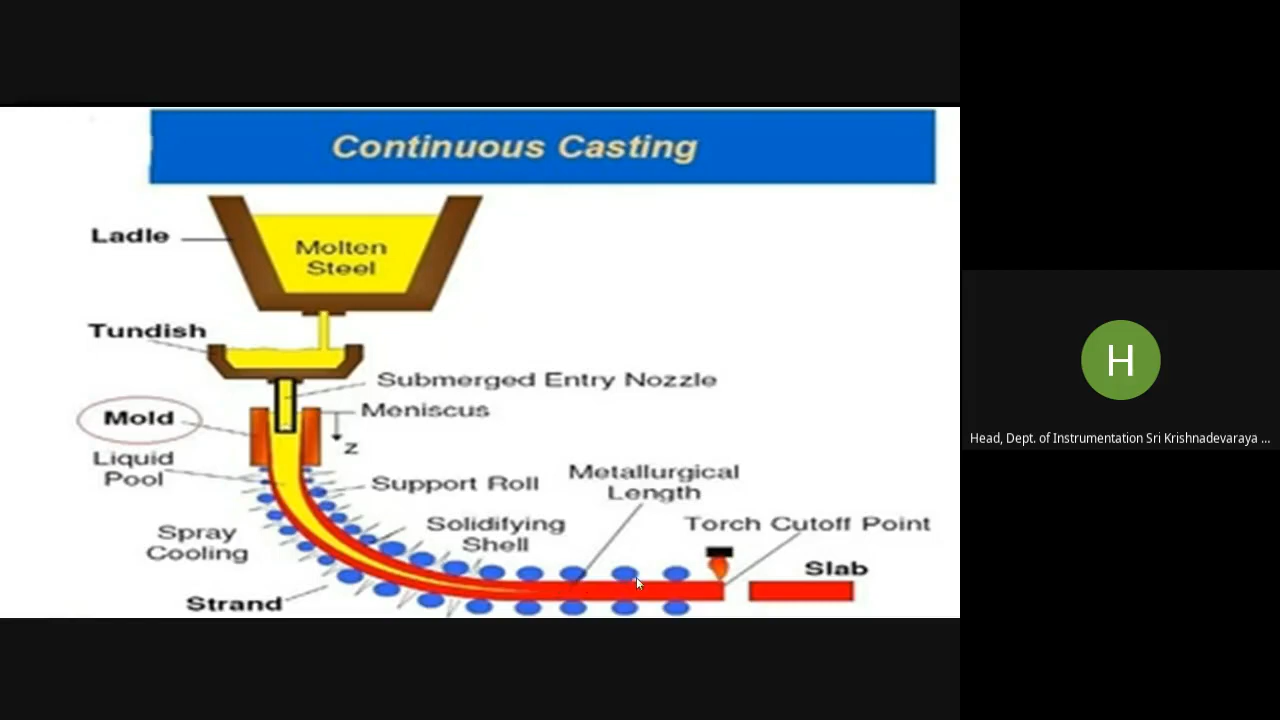 Continuous Casting
Ladle
Molten
Steel
Tundish
Submerged Entry Nozzle
Meniscus
Mold
z
Liquid
Pool
Support Roll
Metallurgical
Length
Spray
Cooling
Solidifying
Shell
Torch Cutoff Point
Slab
Strand
H
Head, Dept. of Instrumentation Sri Krishnadevaraya ...